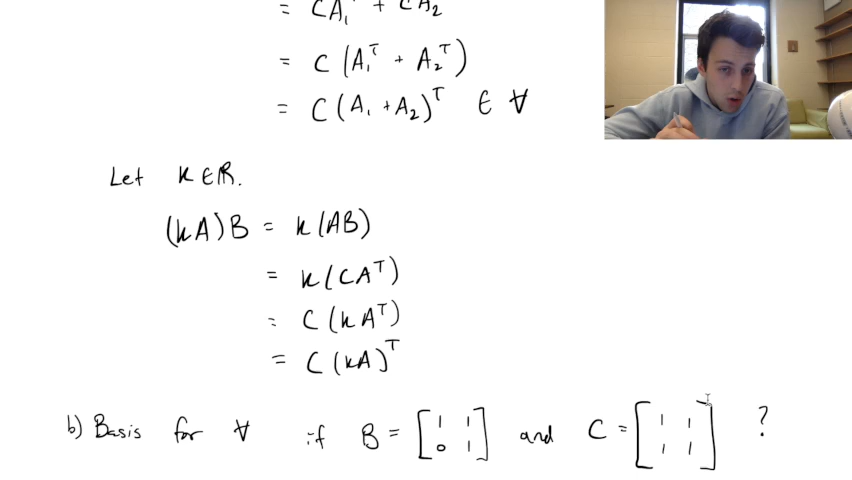 = CA₁ᵀ + CA₂
= C (A₁ᵀ + A₂ᵀ)
= C (A₁ + A₂)ᵀ ∈ ∀
Let k ∈ ℝ.
(kA)B = k(AB)
= k(CAᵀ)
= C(kAᵀ)
= C(kA)ᵀ
b) Basis for ∀ if B = [1 1 and C = [1 1 ?
0 1] 1 1]